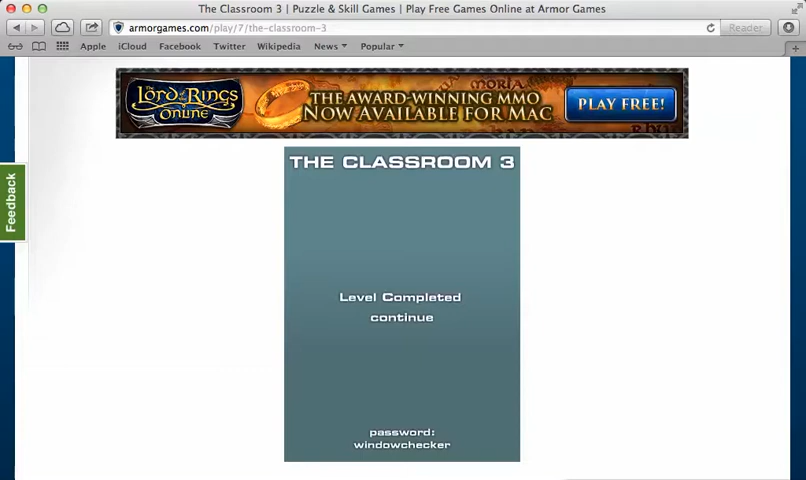 The Classroom 3 | Puzzle & Skill Games | Play Free Games Online at Armor Games
armorgames.com/play/7/the-classroom-3
Reader
Apple iCloud Facebook Twitter Wikipedia News Popular
The
Lord of the Rings
Online
THE AWARD-WINNING MMO
NOW AVAILABLE FOR MAC
PLAY FREE!
MORIA
Feedback
THE CLASSROOM 3
Level Completed
continue
password:
windowchecker